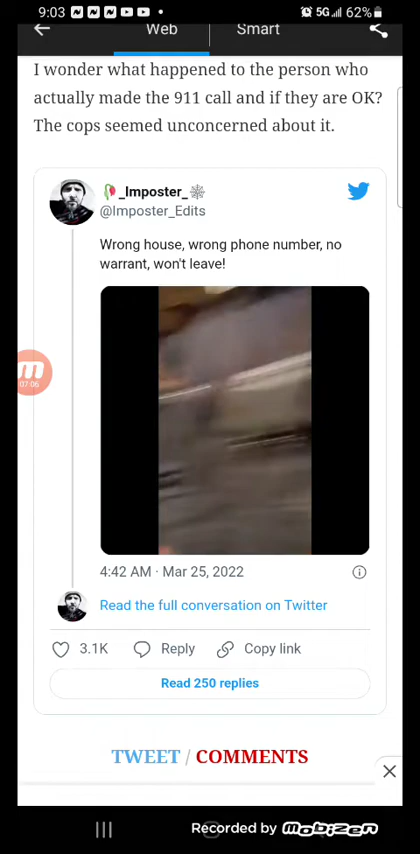 9:03 5G 62%
Web Smart
I wonder what happened to the person who
actually made the 911 call and if they are OK?
The cops seemed unconcerned about it.
_Imposter_
@Imposter_Edits
Wrong house, wrong phone number, no
warrant, won't leave!
07:06
4:42 AM · Mar 25, 2022
Read the full conversation on Twitter
3.1K Reply Copy link
Read 250 replies
TWEET / COMMENTS
Recorded by Mobizen